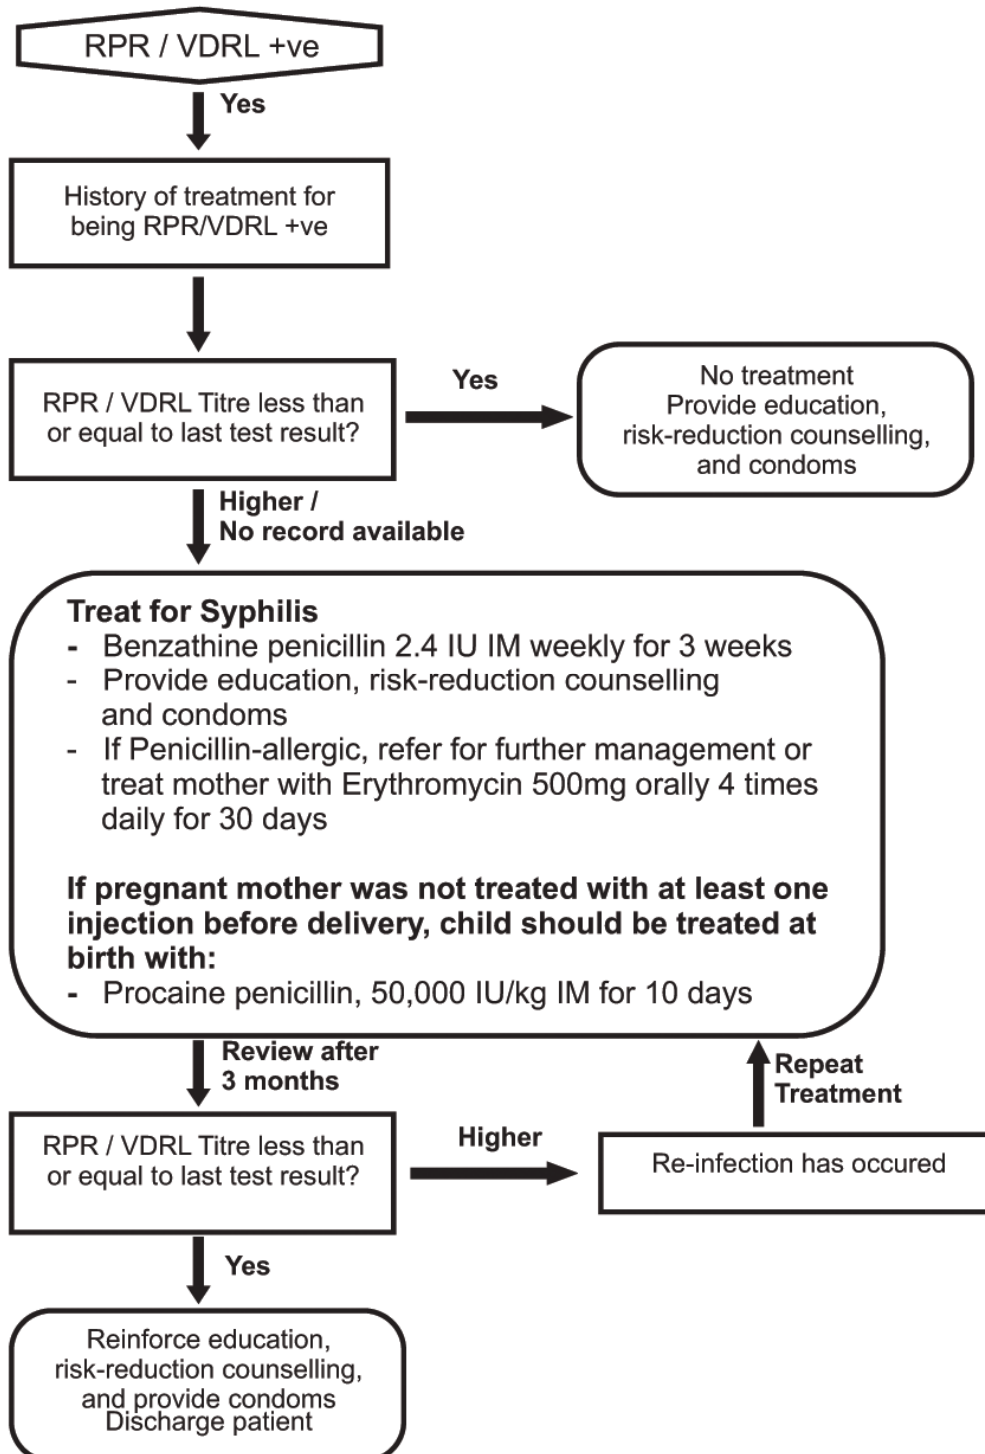 RPR / VDRL +ve
Yes
History of treatment for
being RPR/VDRL +ve
RPR / VDRL Titre less than
or equal to last test result?
Yes
No treatment
Provide education,
risk-reduction counselling,
and condoms
Higher /
No record available
Treat for Syphilis
- Benzathine penicillin 2.4 IU IM weekly for 3 weeks
- Provide education, risk-reduction counselling
and condoms
- If Penicillin-allergic, refer for further management or
treat mother with Erythromycin 500mg orally 4 times
daily for 30 days
If pregnant mother was not treated with at least one
injection before delivery, child should be treated at
birth with:
- Procaine penicillin, 50,000 IU/kg IM for 10 days
Review after
3 months
Repeat
Treatment
RPR / VDRL Titre less than
or equal to last test result?
Higher
Re-infection has occured
Yes
Reinforce education,
risk-reduction counselling,
and provide condoms
Discharge patient